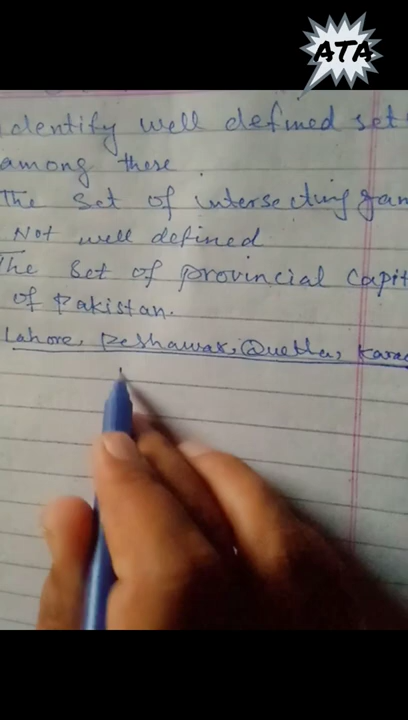 ATA
identify well defined set
among these
The set of intersecting gam
Not well defined
The set of provincial capit
of Pakistan.
Lahore, Peshawar, Quetta, Karac